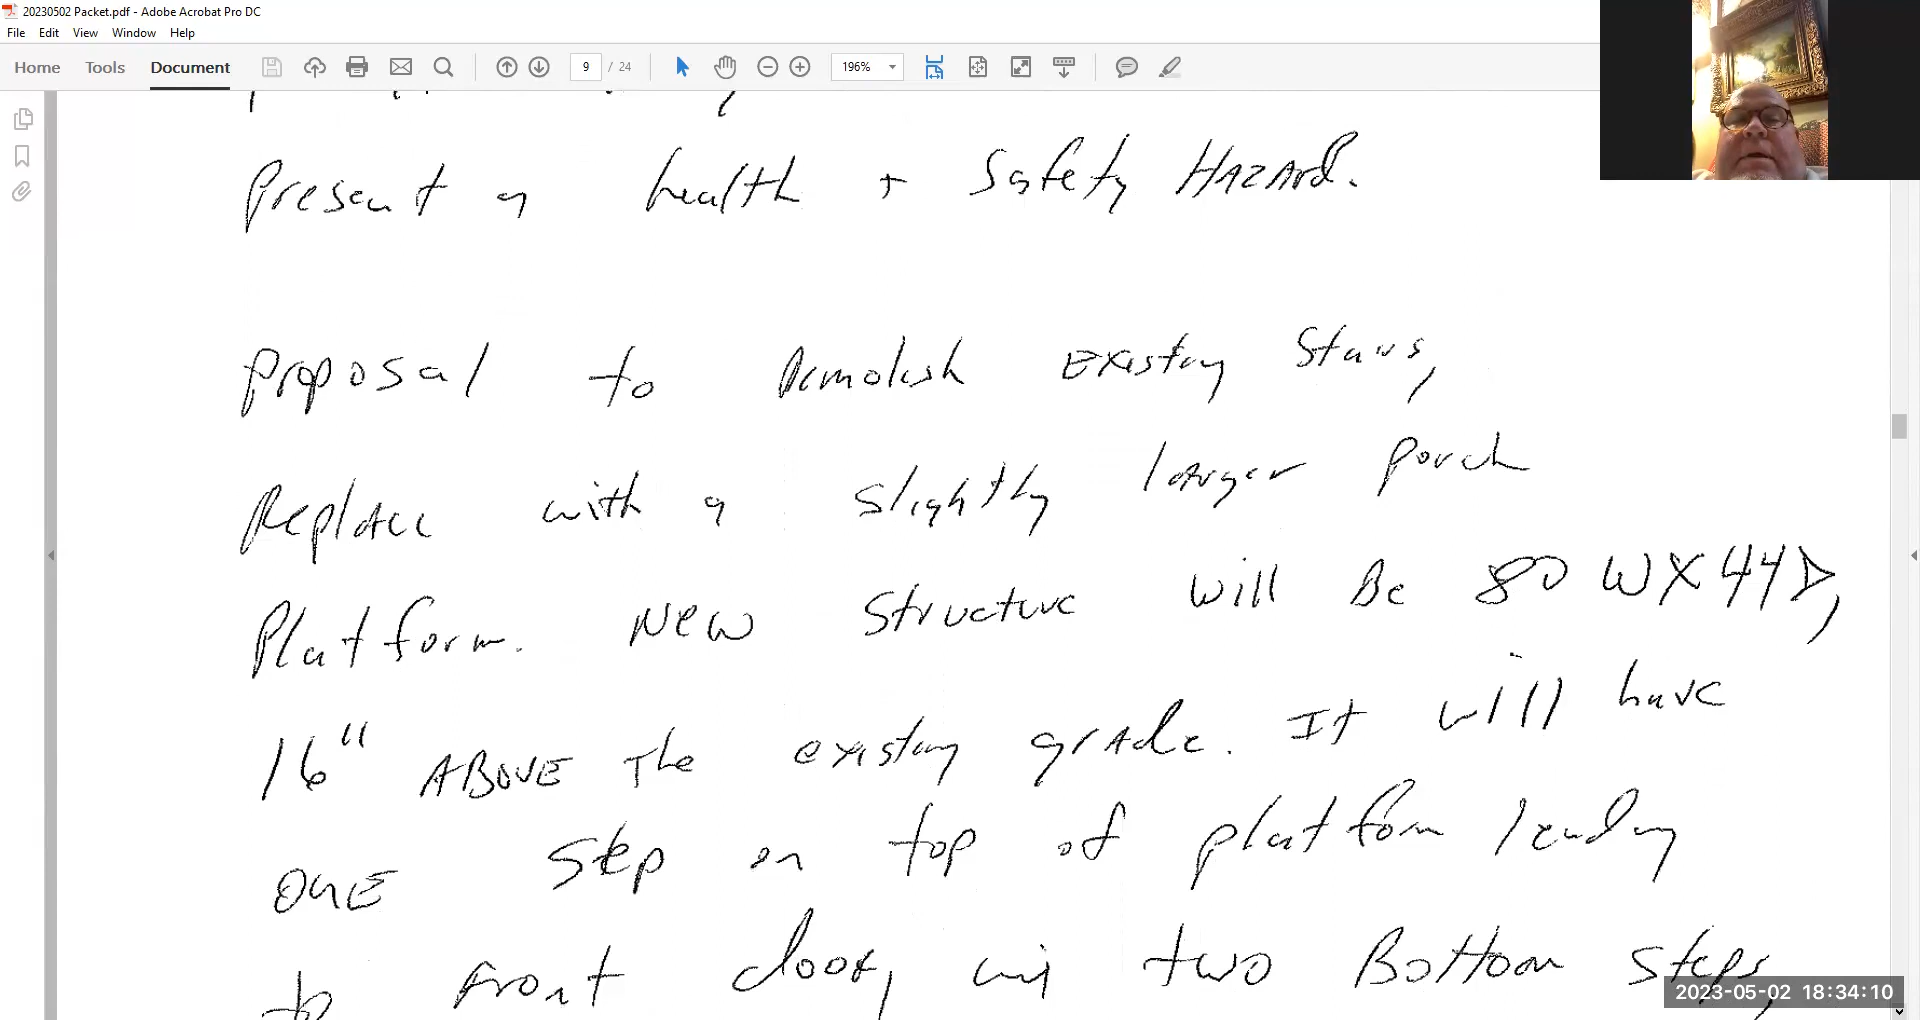 20230502 Packet.pdf - Adobe Acrobat Pro DC
File Edit View Window Help
Home Tools Document 9 / 24 196%
Present a health + Safety HAZARd.
Proposal to Demolish Existing Stairs,
Replace with a slightly larger porch
Platform. New Structure will Be 80 WX44D,
16" ABOVE The existing grade. It will have
ONE Step on top of platform leading
to Front door, two Bottom steps,
2023-05-02 18:34:10